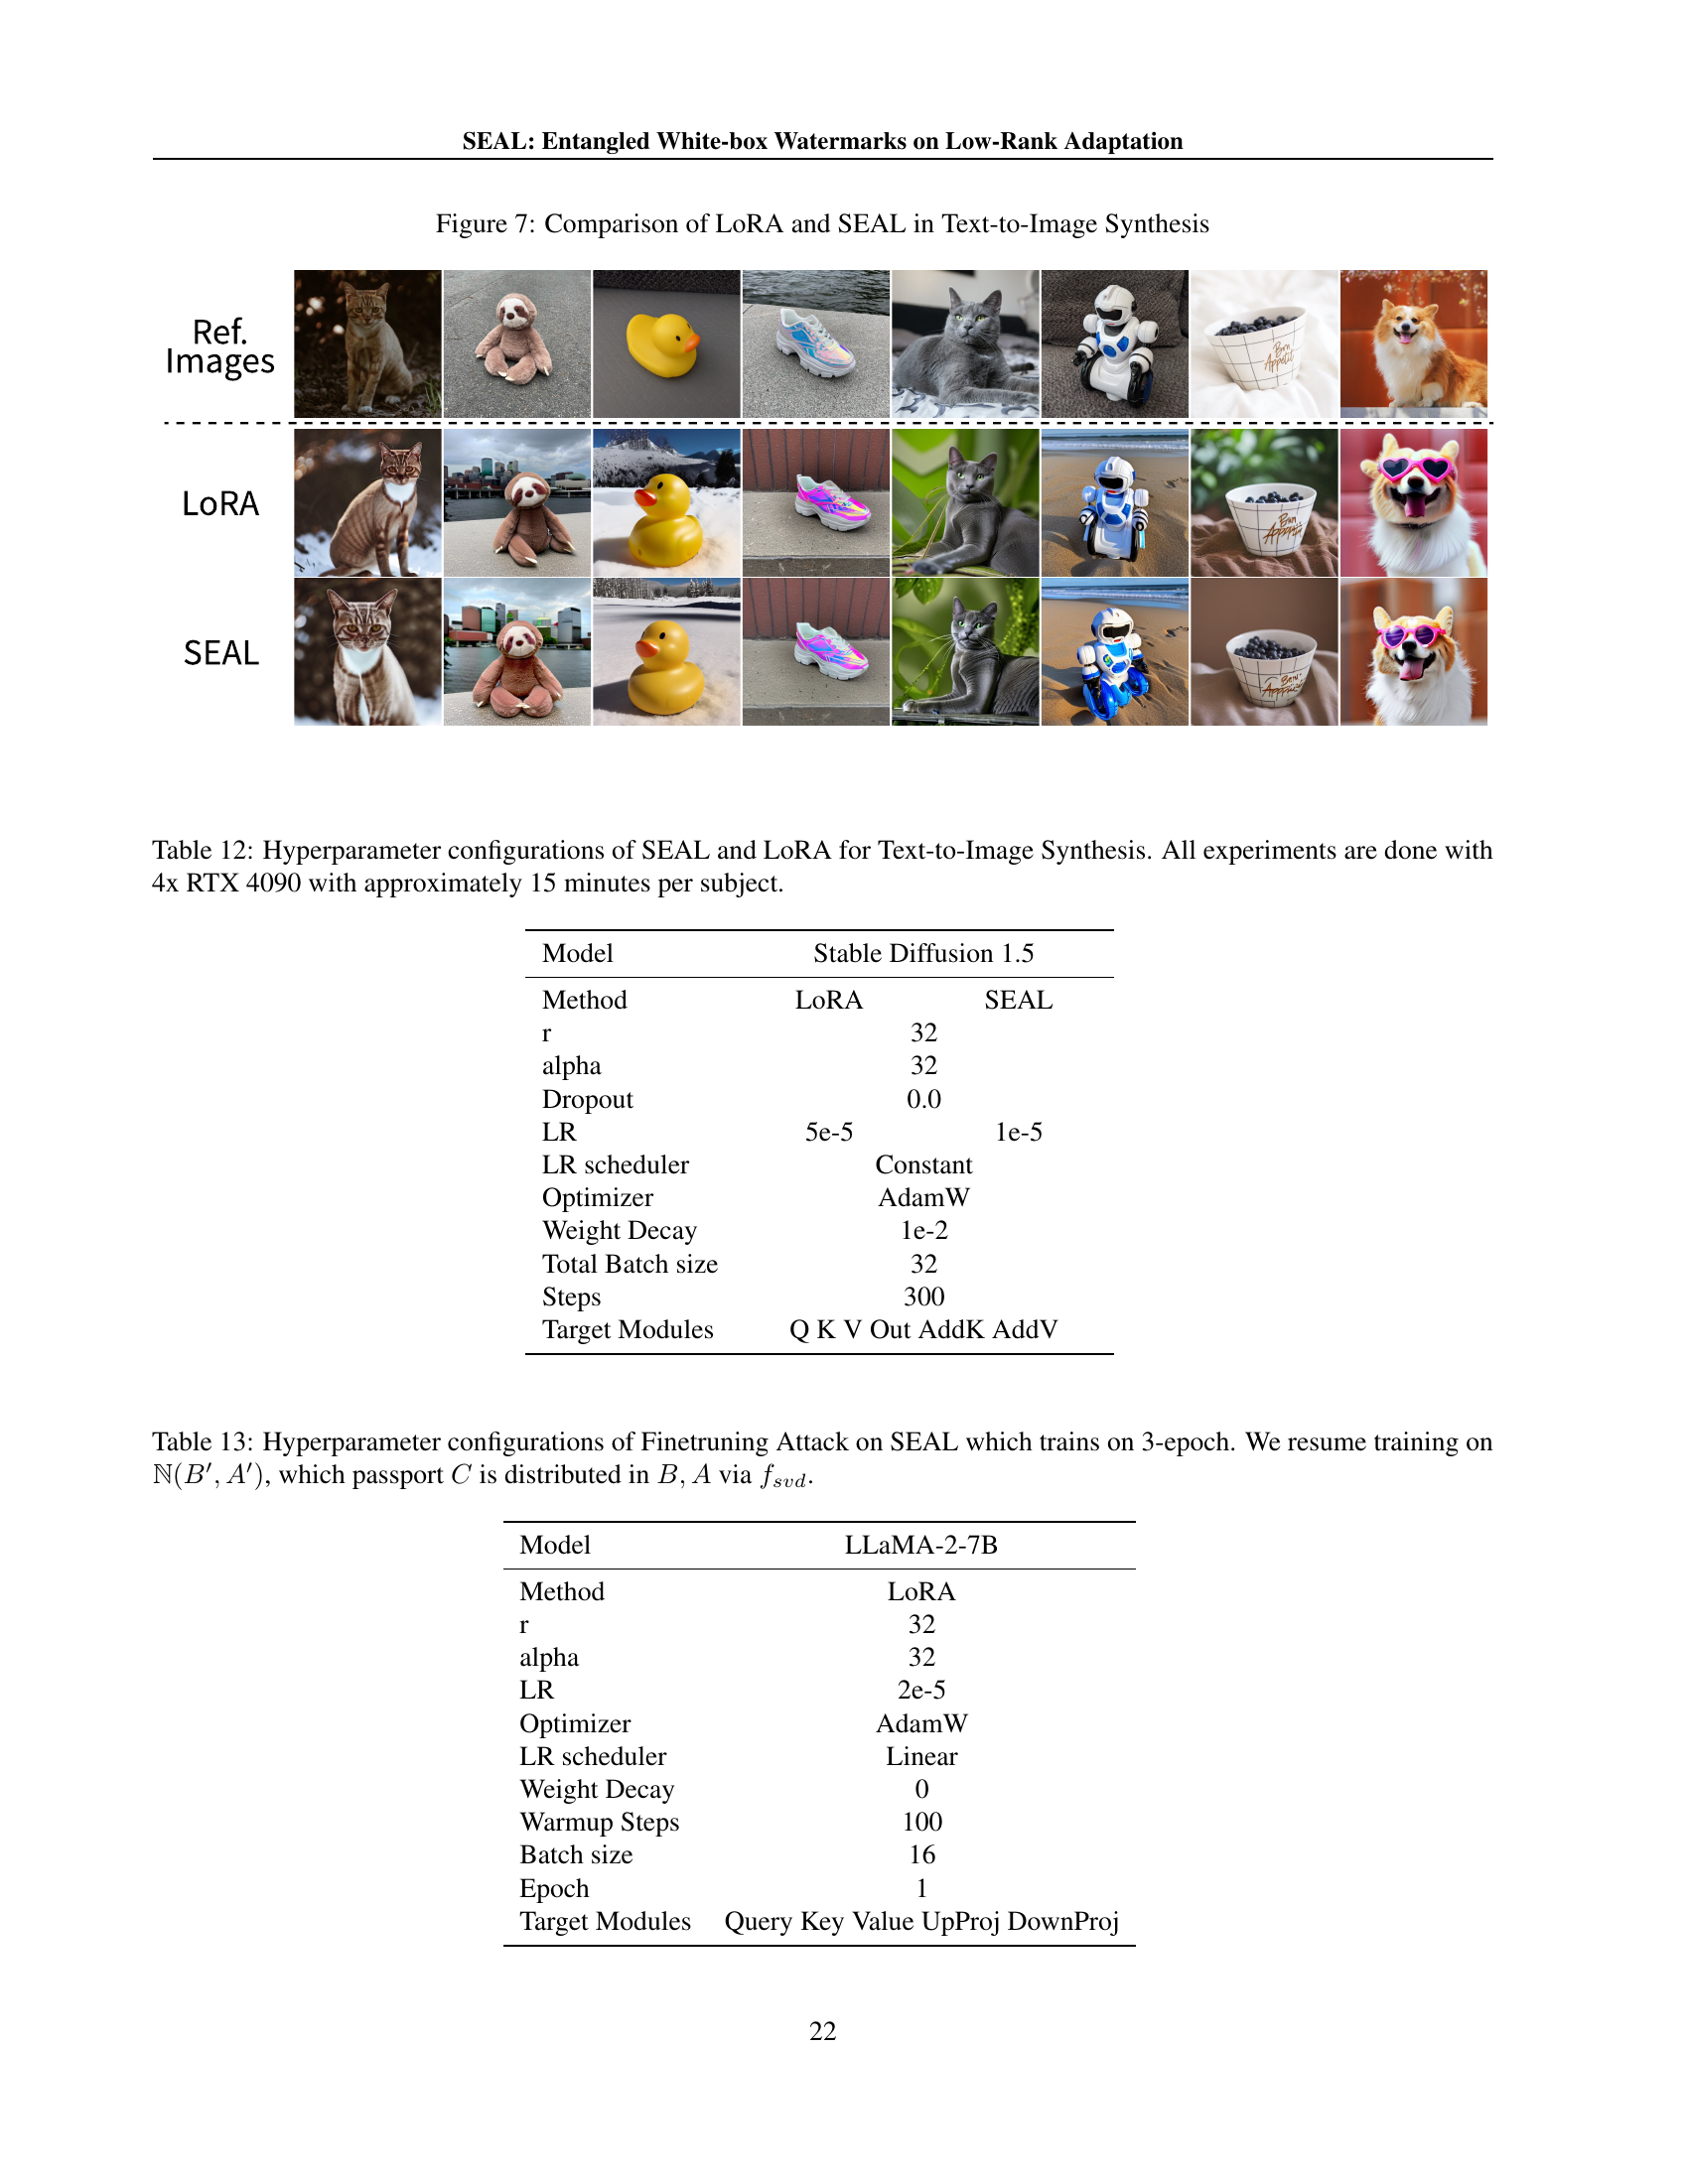 SEAL: Entangled White-box Watermarks on Low-Rank Adaptation
Figure 7: Comparison of LoRA and SEAL in Text-to-Image Synthesis
Ref.
Images
LoRA
SEAL
Bon
Appetit
Table 12: Hyperparameter configurations of SEAL and LoRA for Text-to-Image Synthesis. All experiments are done with
4x RTX 4090 with approximately 15 minutes per subject.
Model Stable Diffusion 1.5
Method LoRA SEAL
r 32
alpha 32
Dropout 0.0
LR 5e-5 1e-5
LR scheduler Constant
Optimizer AdamW
Weight Decay 1e-2
Total Batch size 32
Steps 300
Target Modules Q K V Out AddK AddV
Table 13: Hyperparameter configurations of Finetruning Attack on SEAL which trains on 3-epoch. We resume training on
ℕ(B′, A′), which passport C is distributed in B, A via f_svd.
Model LLaMA-2-7B
Method LoRA
r 32
alpha 32
LR 2e-5
Optimizer AdamW
LR scheduler Linear
Weight Decay 0
Warmup Steps 100
Batch size 16
Epoch 1
Target Modules Query Key Value UpProj DownProj
22